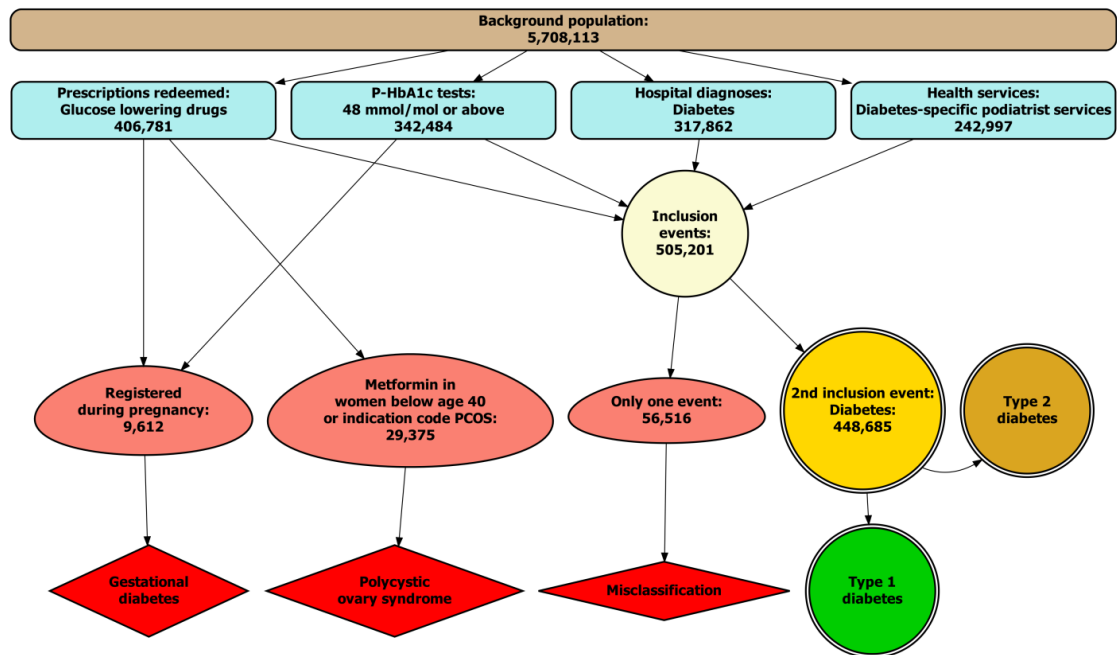 Background population:
5,708,113
Prescriptions redeemed:
Glucose lowering drugs
406,781
P-HbA1c tests:
48 mmol/mol or above
342,484
Hospital diagnoses:
Diabetes
317,862
Health services:
Diabetes-specific podiatrist services
242,997
Inclusion
events:
505,201
Registered
during pregnancy:
9,612
Metformin in
women below age 40
or indication code PCOS:
29,375
Only one event:
56,516
2nd inclusion event:
Diabetes:
448,685
Type 2
diabetes
Gestational
diabetes
Polycystic
ovary syndrome
Misclassification
Type 1
diabetes